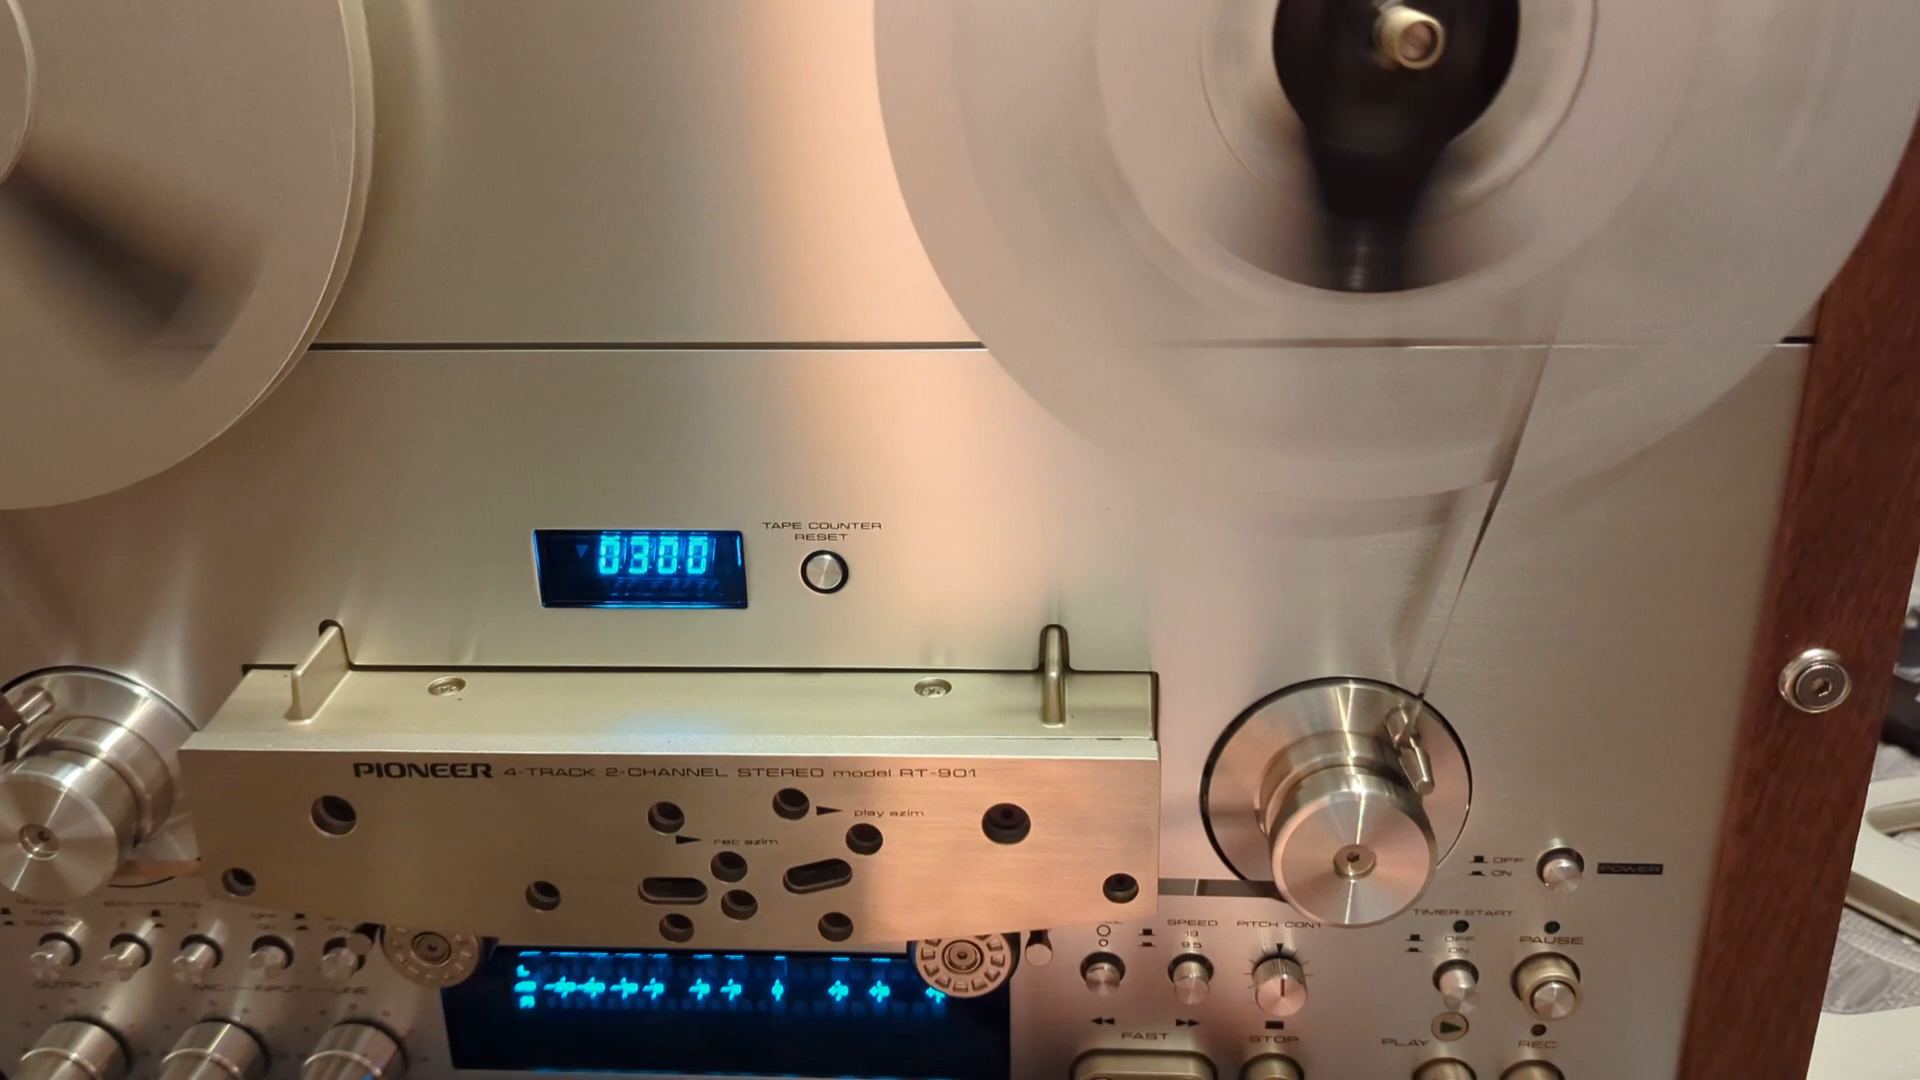 0300
TAPE COUNTER
RESET
PIONEER 4-TRACK 2-CHANNEL STEREO model RT-901
play azim
rec azim
OFF
ON
POWER
SPEED
19
9.5
PITCH CONT
TIMER START
OFF
ON
PAUSE
OUTPUT
MIC INPUT LINE
L
dB
R
FAST
STOP
PLAY
REC